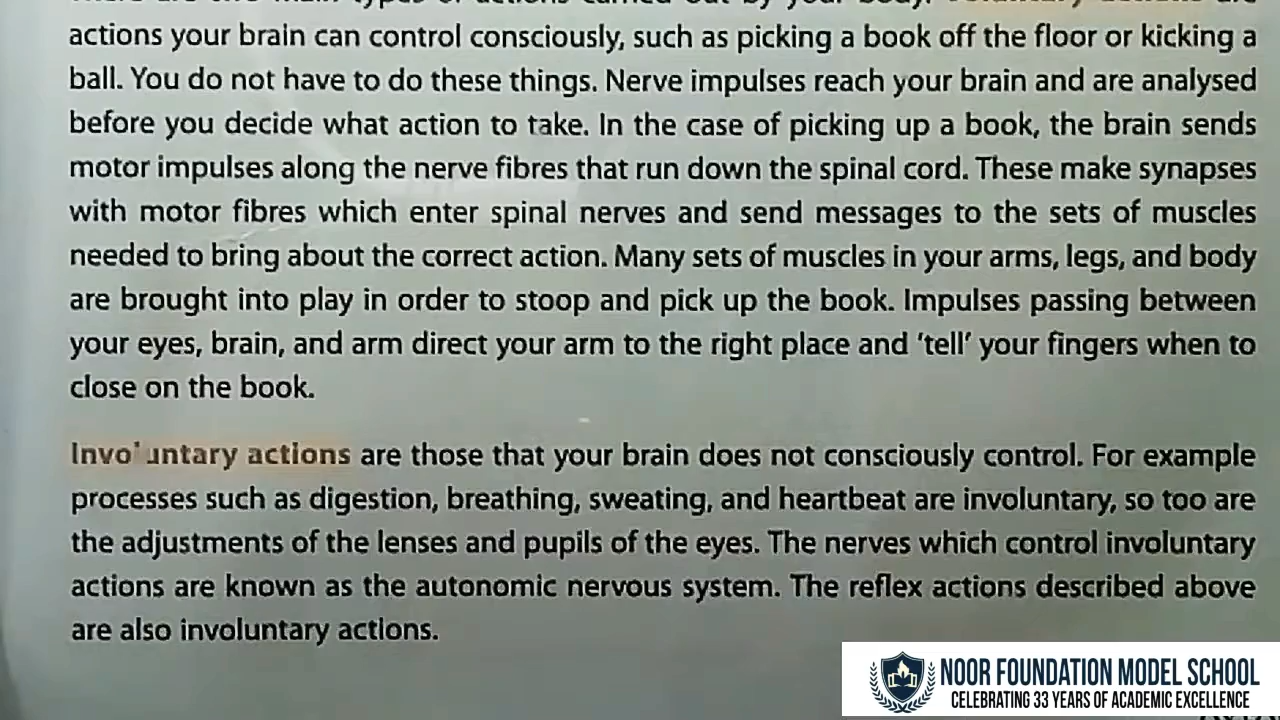 actions your brain can control consciously, such as picking a book off the floor or kicking a
ball. You do not have to do these things. Nerve impulses reach your brain and are analysed
before you decide what action to take. In the case of picking up a book, the brain sends
motor impulses along the nerve fibres that run down the spinal cord. These make synapses
with motor fibres which enter spinal nerves and send messages to the sets of muscles
needed to bring about the correct action. Many sets of muscles in your arms, legs, and body
are brought into play in order to stoop and pick up the book. Impulses passing between
your eyes, brain, and arm direct your arm to the right place and ‘tell’ your fingers when to
close on the book.
Involuntary actions are those that your brain does not consciously control. For example
processes such as digestion, breathing, sweating, and heartbeat are involuntary, so too are
the adjustments of the lenses and pupils of the eyes. The nerves which control involuntary
actions are known as the autonomic nervous system. The reflex actions described above
are also involuntary actions.
NOOR FOUNDATION MODEL SCHOOL
CELEBRATING 33 YEARS OF ACADEMIC EXCELLENCE